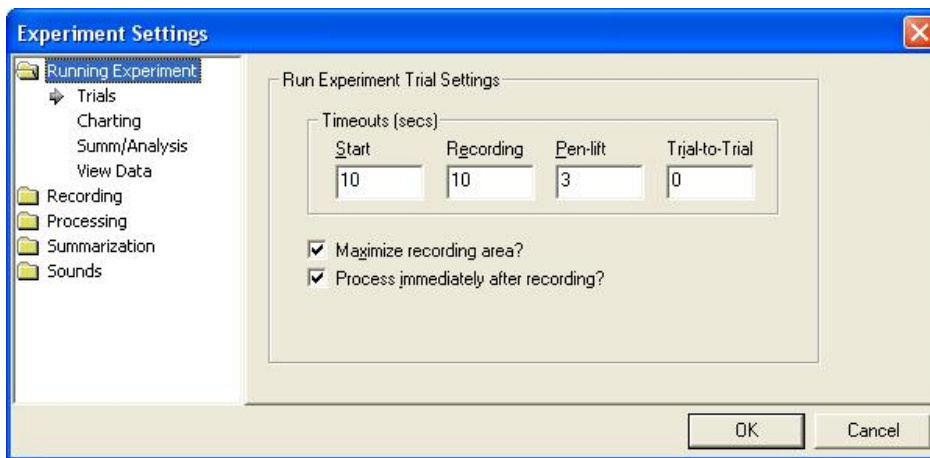 Experiment Settings
Running Experiment
Trials
Charting
Summ/Analysis
View Data
Recording
Processing
Summarization
Sounds
Run Experiment Trial Settings
Timeouts (secs)
Start Recording Pen-lift Trial-to-Trial
10 10 3 0
Maximize recording area?
Process immediately after recording?
OK Cancel